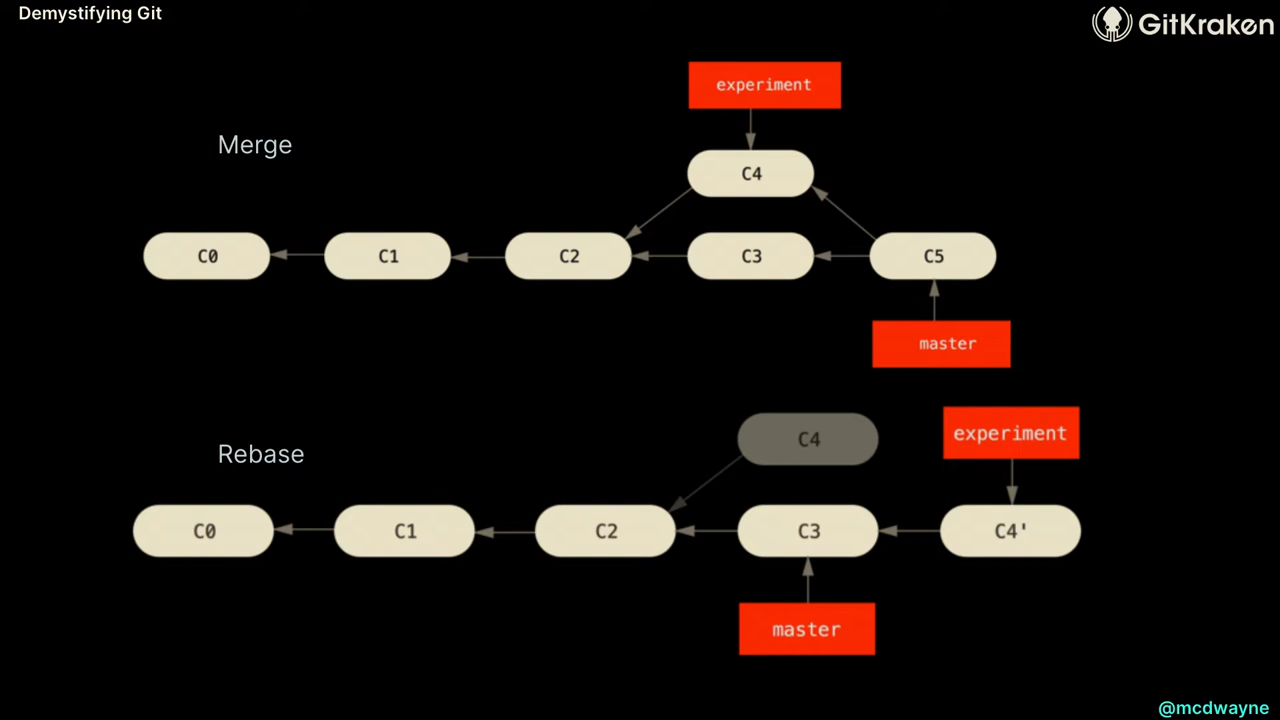 Demystifying Git
GitKraken
experiment
Merge
C4
C0
C1
C2
C3
C5
master
C4
experiment
Rebase
C0
C1
C2
C3
C4'
master
@mcdwayne